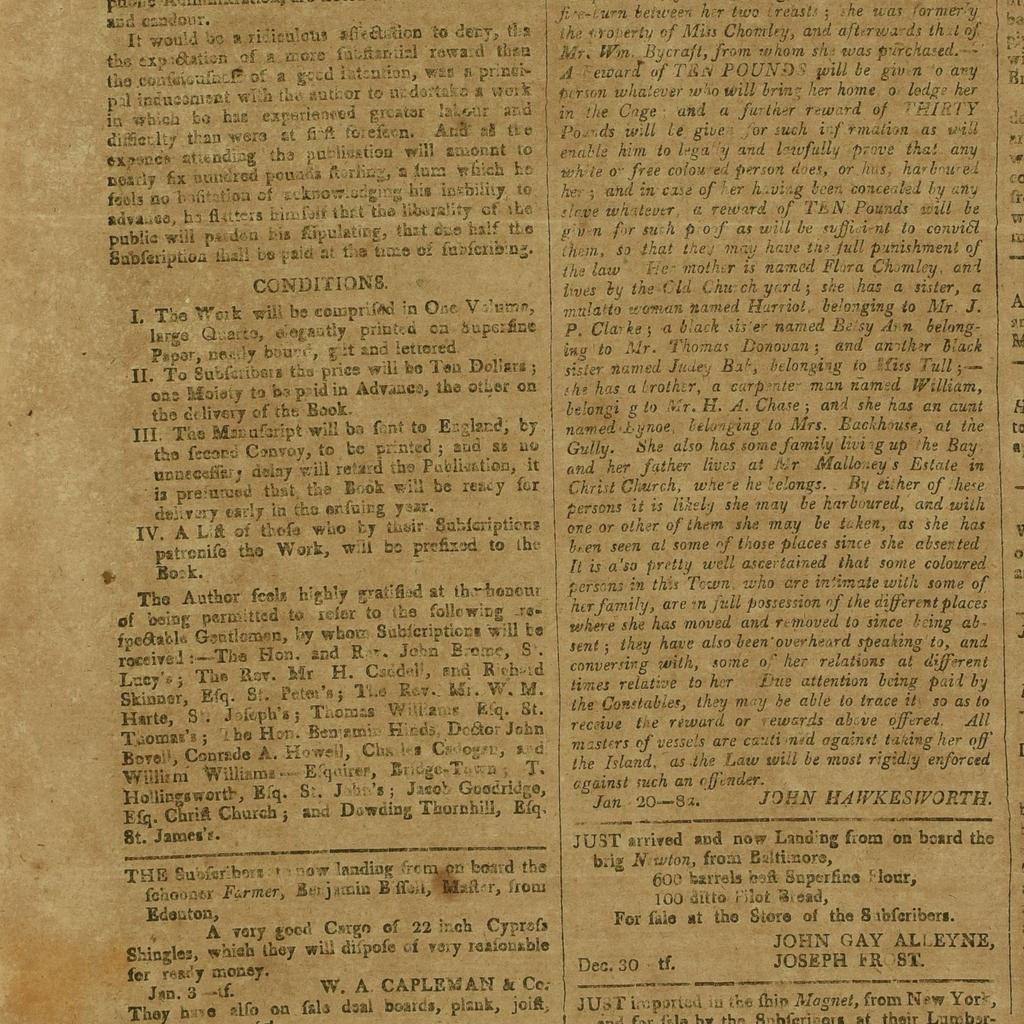 and candour.
It would be a ridiculous affectation to deny, that
the expectation of a more substantial reward than
the consciousness of a good intention, was a princi-
pal inducement with the author to undertake a work
in which he has experienced greater labour and
difficulty than were at first foreseen. And as the
expence attending the publication will amount to
nearly six hundred pounds sterling, a sum which he
feels no hesitation of acknowledging his inability to
advance, he flatters himself that the liberality of the
public will pardon his stipulating, that one half the
Subscription shall be paid at the time of subscribing.
CONDITIONS.
I. The Work will be comprised in One Volume,
large Quarto, elegantly printed on Superfine
Paper, neatly bound, gilt and lettered.
II. To Subscribers the price will be Ten Dollars;
one Moiety to be paid in Advance, the other on
the delivery of the Book.
III. The Manuscript will be sent to England, by
the second Convoy, to be printed; and as no
unnecessary delay will retard the Publication, it
is presumed that the Book will be ready for
delivery early in the ensuing year.
IV. A List of those who by their Subscriptions
patronise the Work, will be prefixed to the
Book.
The Author feels highly gratified at the honour
of being permitted to refer to the following re-
spectable Gentlemen, by whom Subscriptions will be
received:—The Hon. and Rev. John Brome, St.
Lucy's; The Rev. Mr H. Caddell, and Richard
Skinner, Esq. St. Peter's; The Rev. Mr. W. M.
Harte, St. Joseph's; Thomas Williams Esq. St.
Thomas's; The Hon. Benjamin Hinds, Doctor John
Bovell, Conrade A. Howell, Charles Cadogan, and
William Williams— Esquires, Bridge-Town; T.
Hollingsworth, Esq. St. John's; Jacob Goodridge,
Esq. Christ Church; and Dowding Thornhill, Esq.
St. James's.
THE Subscribers now landing from on board the
schooner Farmer, Benjamin Bissell, Master, from
Edenton,
A very good Cargo of 22 inch Cypress
Shingles, which they will dispose of very reasonable
for ready money.
Jan. 3 —tf. W. A. CAPLEMAN & Co.
They have also on sale deal boards, plank, joist,
fire-burn between her two breasts; she was formerly
the property of Miss Chomley, and afterwards that of
Mr. Wm. Bycraft, from whom she was purchased.—
A Reward of TEN POUNDS will be given to any
person whatever who will bring her home, o ledge her
in the Cage and a further reward of THIRTY
Pounds will be given for such information as will
enable him to legally and lawfully prove that any
white or free coloured person does, or has, harboured
her; and in case of her having been concealed by any
slave whatever, a reward of TEN Pounds will be
given for such proof as will be sufficient to convict
them, so that they may have the full punishment of
the law Her mother is named Flora Chomley, and
lives by the Old Church yard; she has a sister, a
mulatto woman named Harriot, belonging to Mr. J.
P. Clarke; a black sister named Betsy Ann belong-
ing to Mr. Thomas Donovan; and another black
sister named Judey Bab, belonging to Miss Tull;—
she has a brother, a carpenter man named William,
belonging to Mr. H. A. Chase; and she has an aunt
named Lynoe, belonging to Mrs. Backhouse, at the
Gully. She also has some family living up the Bay
and her father lives at Mr Malloney's Estate in
Christ Church, where he belongs. By either of these
persons it is likely she may be harboured, and with
one or other of them she may be taken, as she has
been seen at some of those places since she absented
It is also pretty well ascertained that some coloured
persons in this Town, who are intimate with some of
her family, are in full possession of the different places
where she has moved and removed to since being ab-
sent; they have also been overheard speaking to, and
conversing with, some of her relations at different
times relative to her Due attention being paid by
the Constables, they may be able to trace it so as to
receive the reward or rewards above offered. All
masters of vessels are cautioned against taking her off
the Island, as the Law will be most rigidly enforced
against such an offender.
Jan 20—82. JOHN HAWKESWORTH.
JUST arrived and now Landing from on board the
brig Newton, from Baltimore,
600 barrels best Superfine Flour,
100 ditto Pilot Bread,
For sale at the Store of the Subscribers.
JOHN GAY ALLEYNE,
Dec. 30 tf. JOSEPH FROST.
JUST imported in the ship Magnet, from New York,
and for sale by the Subscribers at their Lumber-